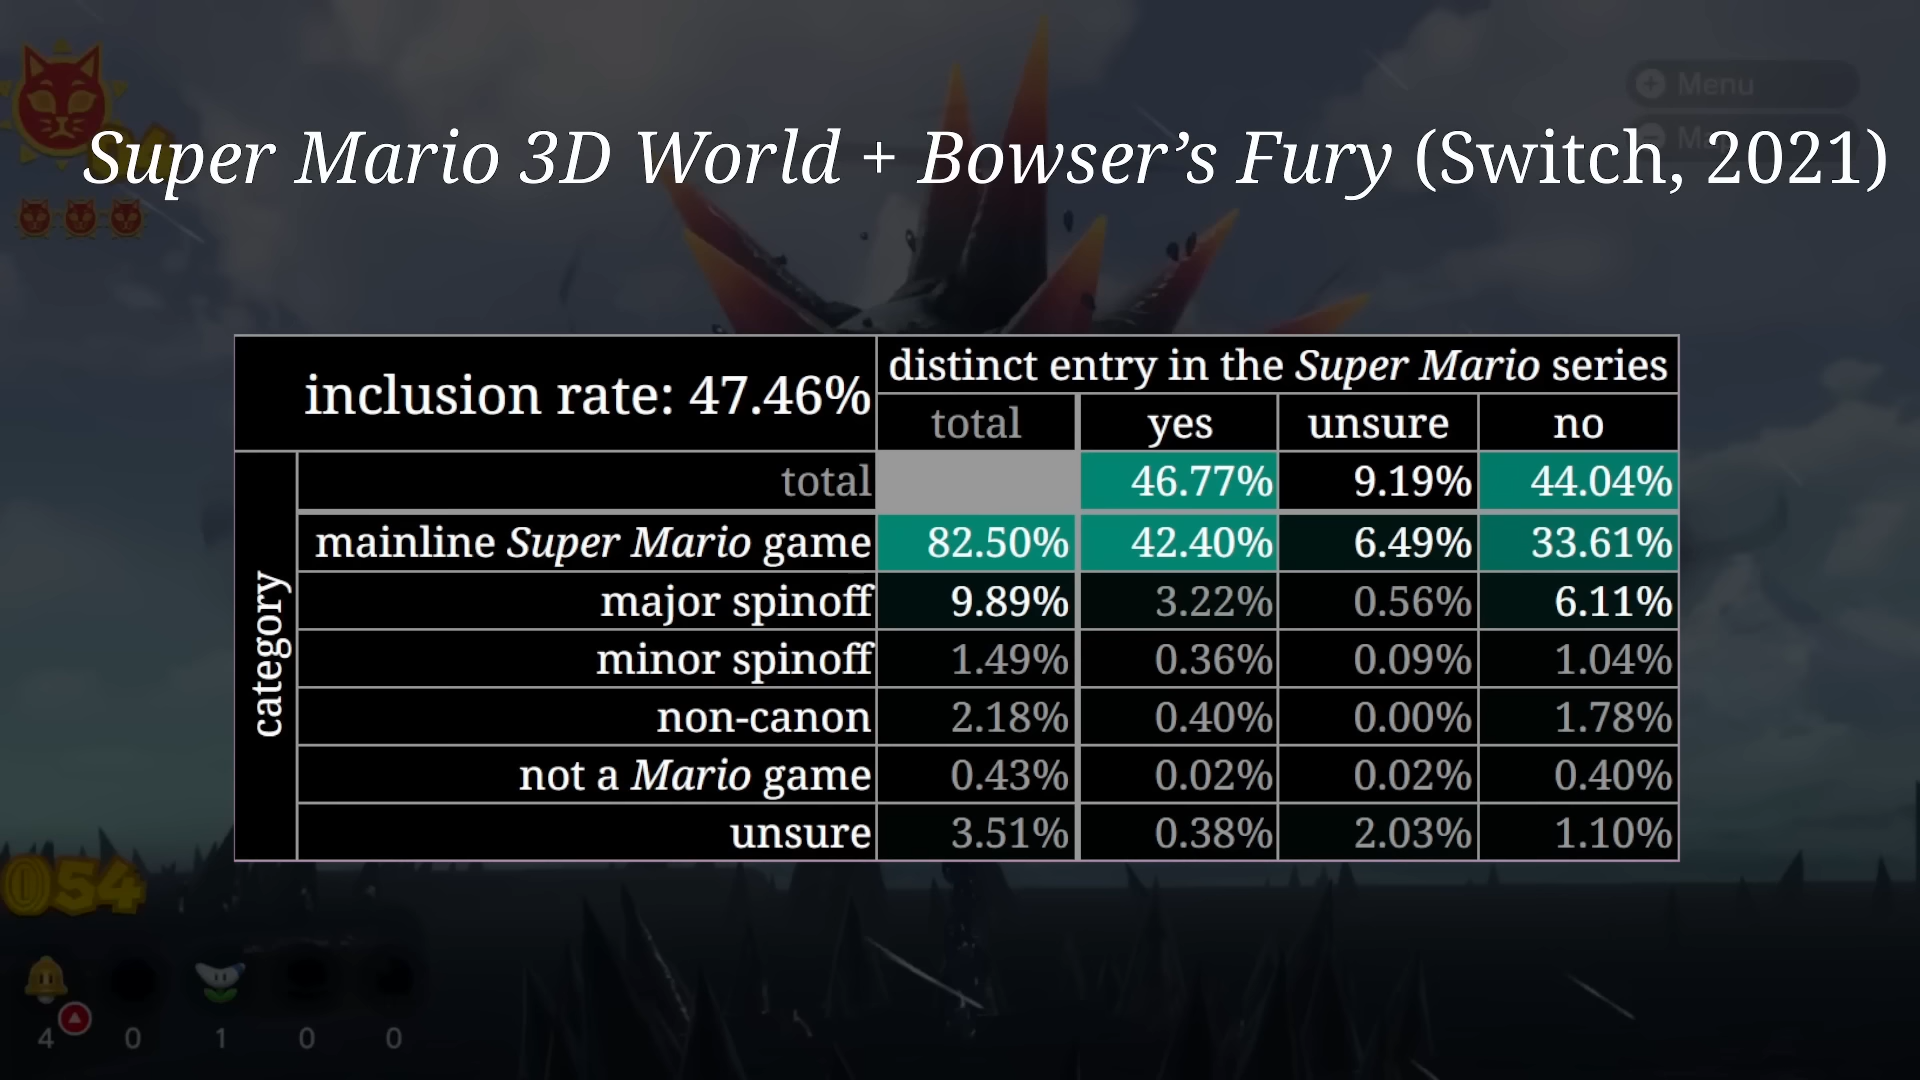 Menu
Ma
Super Mario 3D World + Bowser’s Fury (Switch, 2021)
inclusion rate: 47.46%
distinct entry in the Super Mario series
total yes unsure no
total 46.77% 9.19% 44.04%
category
mainline Super Mario game 82.50% 42.40% 6.49% 33.61%
major spinoff 9.89% 3.22% 0.56% 6.11%
minor spinoff 1.49% 0.36% 0.09% 1.04%
non-canon 2.18% 0.40% 0.00% 1.78%
not a Mario game 0.43% 0.02% 0.02% 0.40%
unsure 3.51% 0.38% 2.03% 1.10%
054
4 0 1 0 0